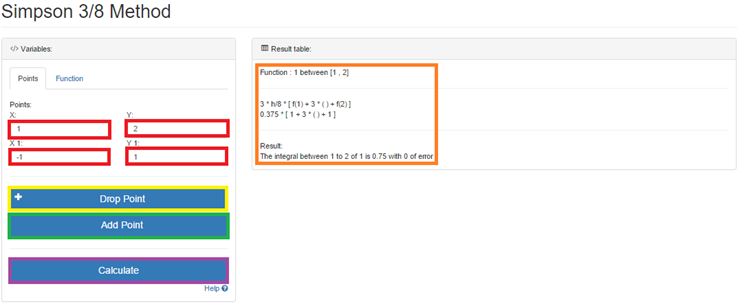 Simpson 3/8 Method
</> Variables:
Points Function
Points:
X: Y:
1 2
X 1: Y 1:
-1 1
Drop Point
Add Point
Calculate
Help
Result table:
Function : 1 between [1 , 2]
3 * h/8 * [ f(1) + 3 * ( ) + f(2) ]
0.375 * [ 1 + 3 * ( ) + 1 ]
Result:
The integral between 1 to 2 of 1 is 0.75 with 0 of error